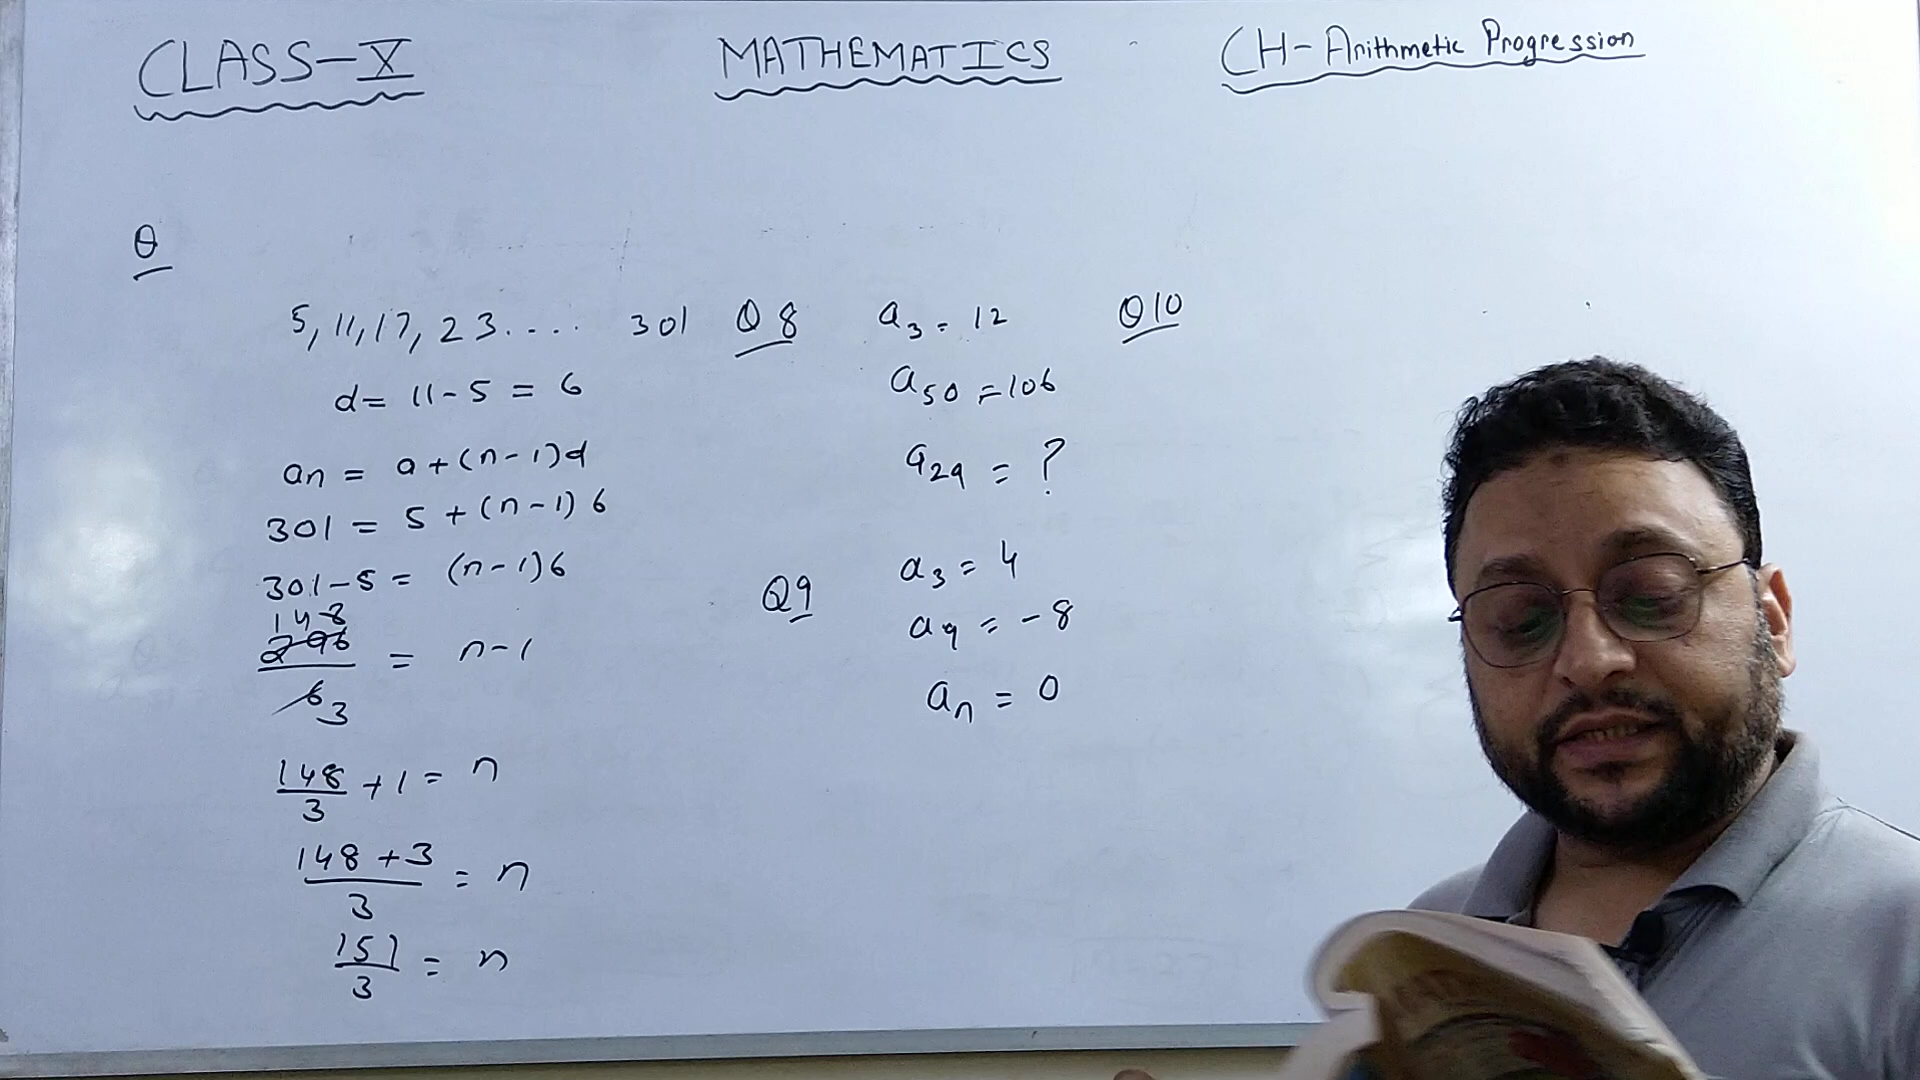 CLASS-X
MATHEMATICS
CH- Arithmetic Progression
Q
5, 11, 17, 23.... 301
d = 11 - 5 = 6
an = a + (n - 1)d
301 = 5 + (n - 1) 6
301 - 5 = (n - 1)6
148
296/6 3 = n - 1
148/3 + 1 = n
148 + 3/3 = n
151/3 = n
Q 8
a3 = 12
a50 = 106
a29 = ?
Q9
a3 = 4
a9 = - 8
an = 0
Q10